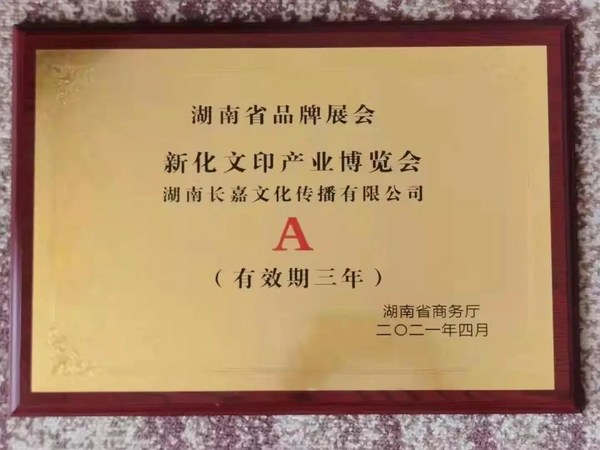 湖南省品牌展会
新化文印产业博览会
湖南长嘉文化传播有限公司
A
（有效期三年）
湖南省商务厅
二〇二一年四月